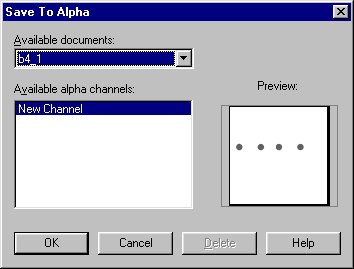 Save To Alpha
Available documents:
b4_1
Available alpha channels:
Preview:
New Channel
OK
Cancel
Delete
Help